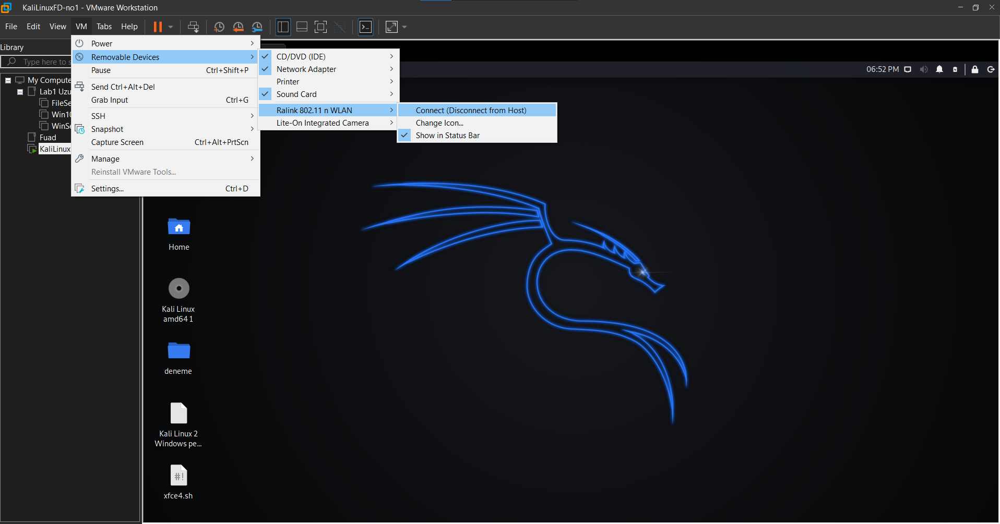 KaliLinuxFD-no1 - VMware Workstation
File Edit View VM Tabs Help
Library
Type here to s
My Compute
Lab1 Uzu
FileSe
Win10
WinSe
Fuad
KaliLinux
Power
Removable Devices
Pause Ctrl+Shift+P
Send Ctrl+Alt+Del
Grab Input Ctrl+G
SSH
Snapshot
Capture Screen Ctrl+Alt+PrtScn
Manage
Reinstall VMware Tools...
Settings... Ctrl+D
CD/DVD (IDE)
Network Adapter
Printer
Sound Card
Ralink 802.11 n WLAN
Lite-On Integrated Camera
Connect (Disconnect from Host)
Change Icon...
Show in Status Bar
06:52 PM
Home
Kali Linux
amd64 1
deneme
Kali Linux 2
Windows pe...
#!
xfce4.sh